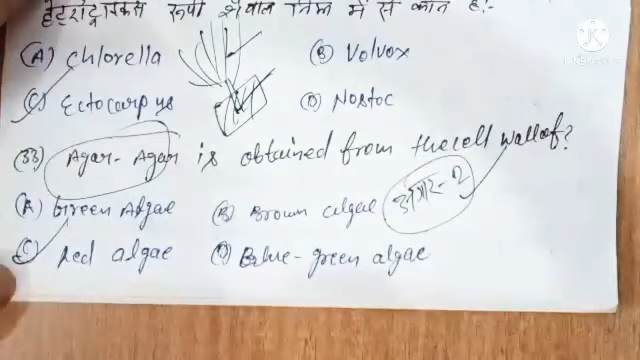 हेटेरोट्राइकस रूपी शैवाल निम्न में से कौन है:-
(A) Chlorella (B) Volvox
(C) Ectocarpus (D) Nostoc
(33) Agar-Agar is obtained from the cell wall of?
(A) Green Algae (B) Brown algae
(C) Red algae (D) Blue-green algae